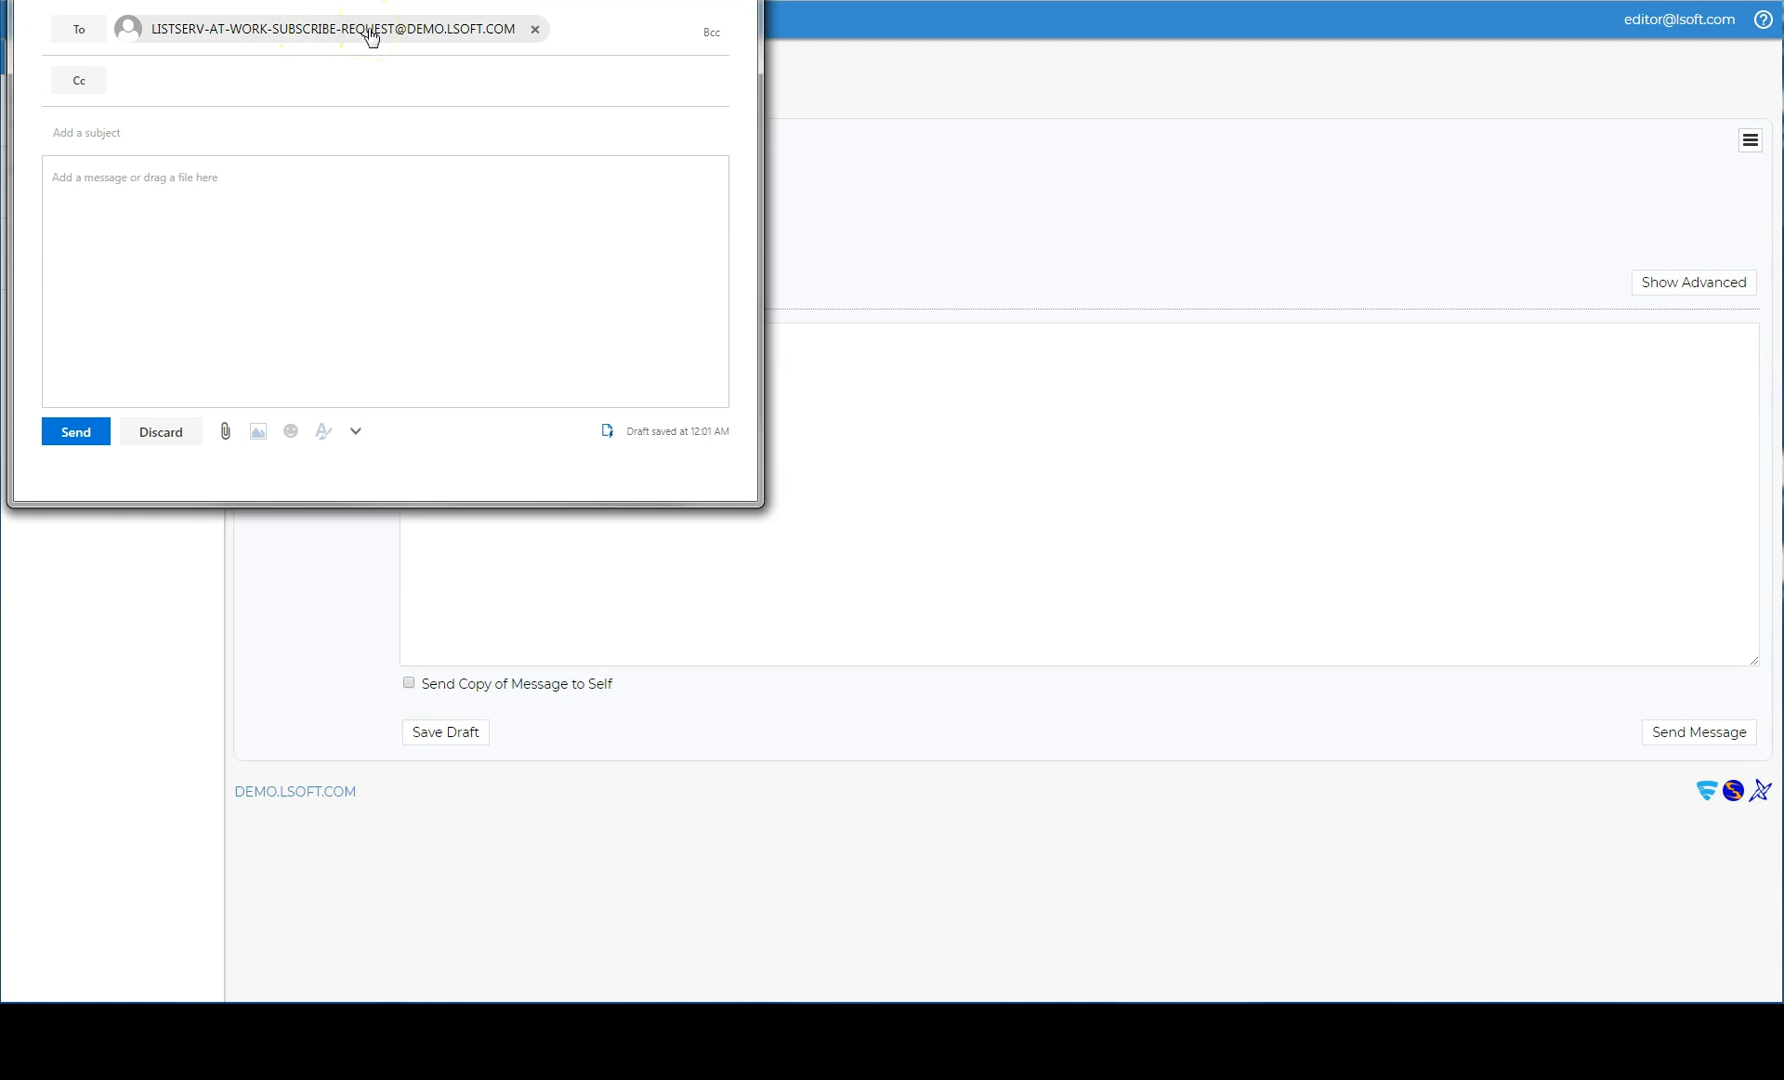 editor@lsoft.com
To
LISTSERV-AT-WORK-SUBSCRIBE-REQUEST@DEMO.LSOFT.COM
Bcc
Cc
Add a subject
Add a message or drag a file here
Show Advanced
Send
Discard
Draft saved at 12:01 AM
Send Copy of Message to Self
Save Draft
Send Message
DEMO.LSOFT.COM